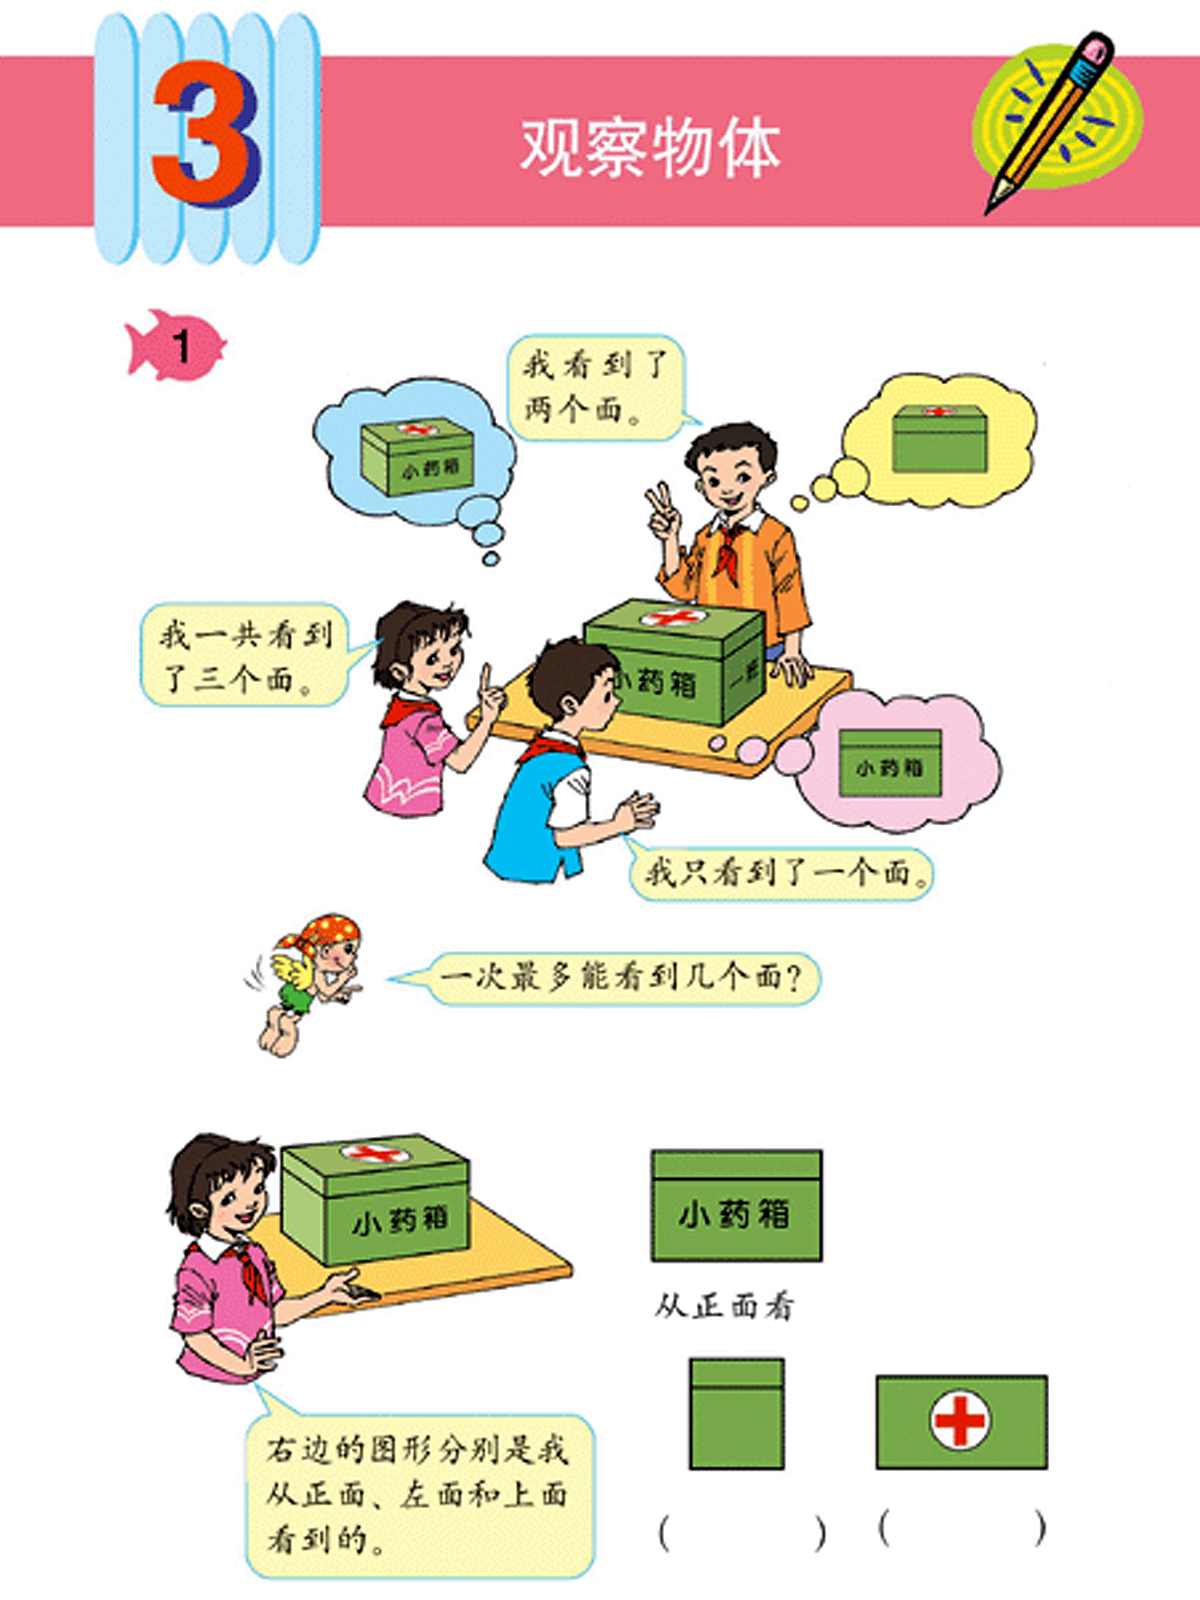 3
观察物体
1
我看到了
两个面。
小药箱
我一共看到
了三个面。
小药箱
一班
小药箱
我只看到了一个面。
一次最多能看到几个面？
小药箱
小药箱
从正面看
右边的图形分别是我
从正面、左面和上面
看到的。
(  )
(  )